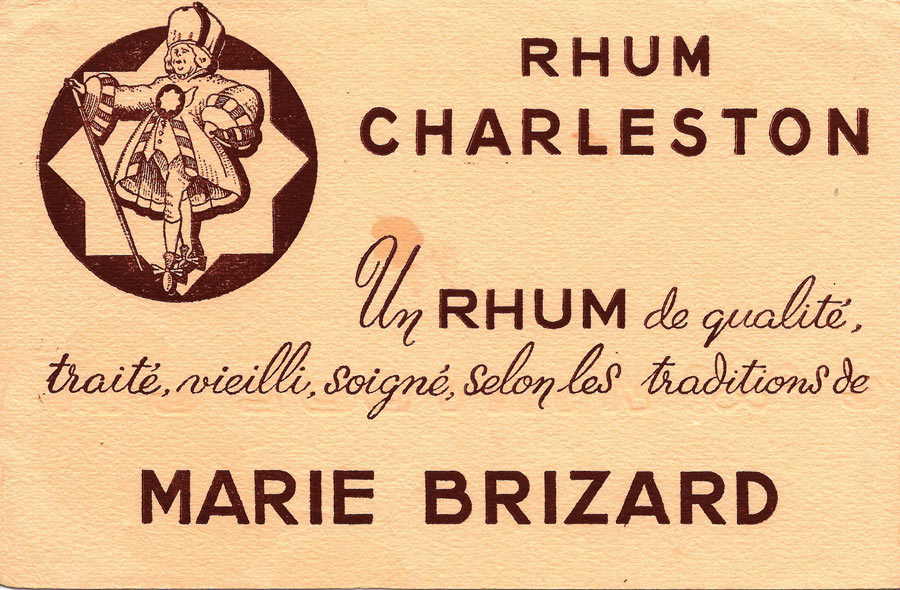 RHUM
CHARLESTON
Un RHUM de qualité,
traité, vieilli, soigné, selon les traditions de
MARIE BRIZARD